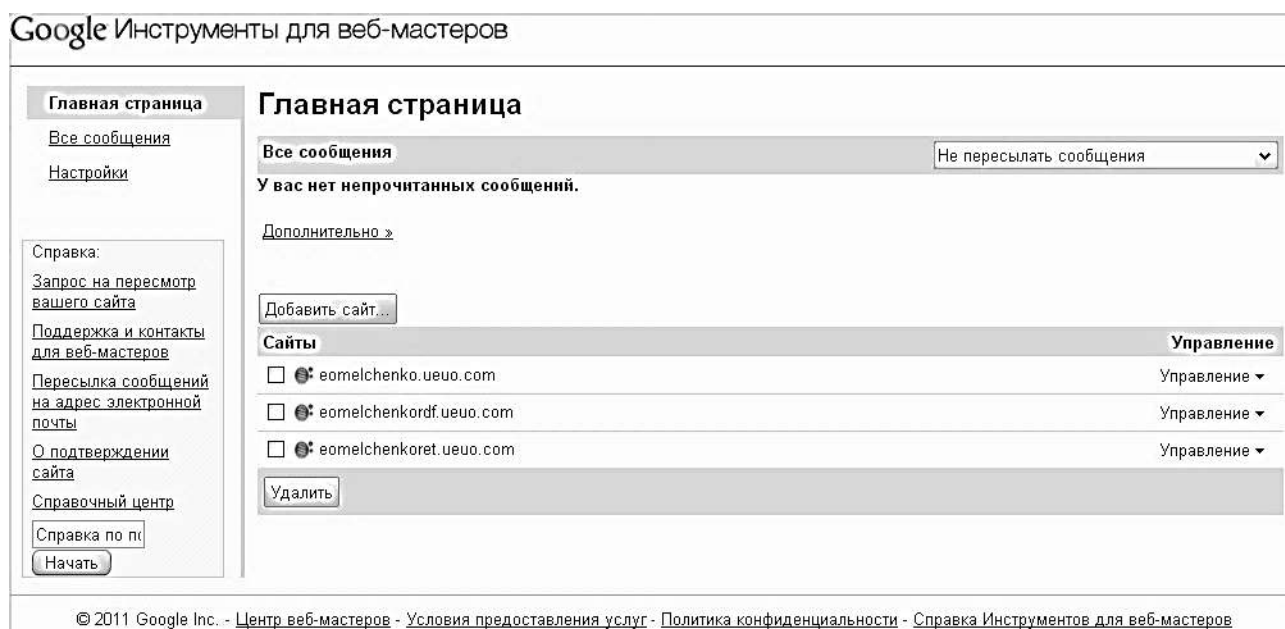 Google Инструменты для веб-мастеров
Главная страница
Все сообщения
Настройки
Справка:
Запрос на пересмотр
вашего сайта
Поддержка и контакты
для веб-мастеров
Пересылка сообщений
на адрес электронной
почты
О подтверждении
сайта
Справочный центр
Справка по
Начать
Главная страница
Все сообщения
Не пересылать сообщения
У вас нет непрочитанных сообщений.
Дополнительно »
Добавить сайт...
Сайты Управление
eomelchenko.ueuo.com Управление
eomelchenkordf.ueuo.com Управление
eomelchenkoret.ueuo.com Управление
Удалить
© 2011 Google Inc. - Центр веб-мастеров - Условия предоставления услуг - Политика конфиденциальности - Справка Инструментов для веб-мастеров